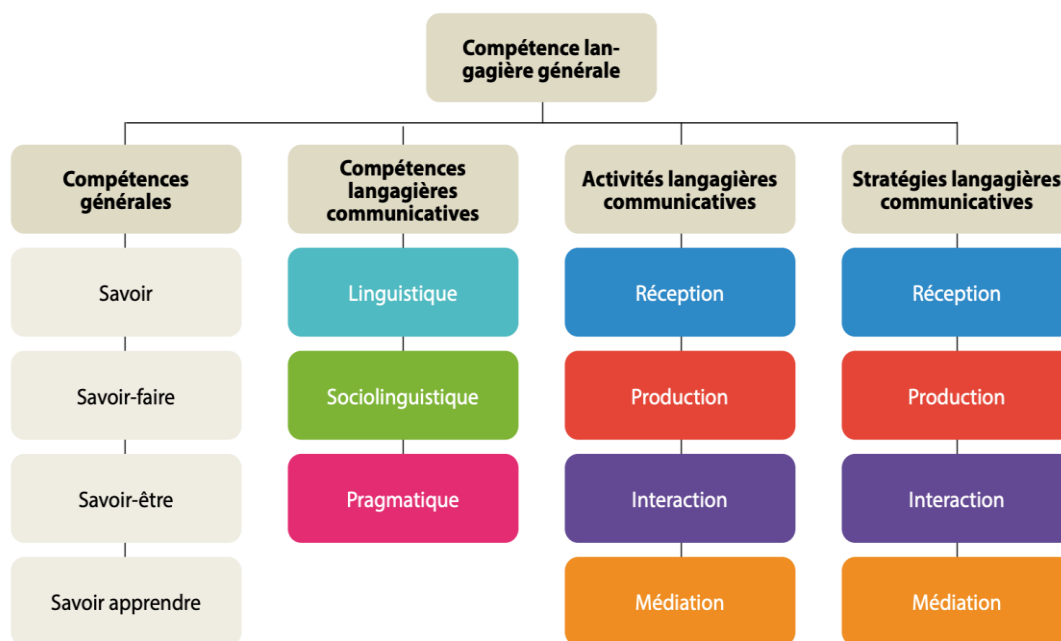 Compétence lan-
gagière générale
Compétences
générales
Compétences
langagières
communicatives
Activités langagières
communicatives
Stratégies langagières
communicatives
Savoir
Linguistique
Réception
Réception
Savoir-faire
Sociolinguistique
Production
Production
Savoir-être
Pragmatique
Interaction
Interaction
Savoir apprendre
Médiation
Médiation